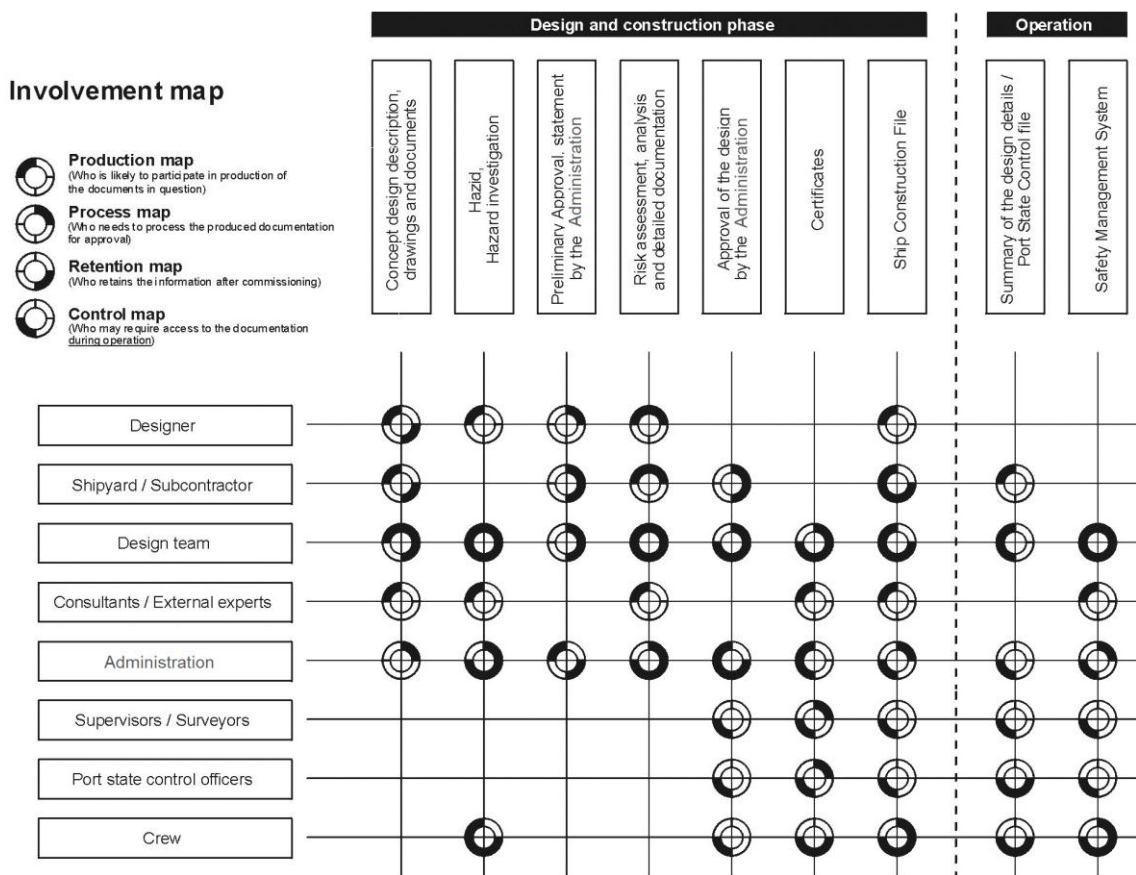 Design and construction phase
Operation
Involvement map
Production map
(Who is likely to participate in production of
the documents in question)
Process map
(Who needs to process the produced documentation
for approval)
Retention map
(Who retains the information after commissioning)
Control map
(Who may require access to the documentation
during operation)
Concept design description,
drawings and documents
Hazid,
Hazard investigation
Preliminary Approval, statement
by the Administration
Risk assessment, analysis
and detailed documentation
Approval of the design
by the Administration
Certificates
Ship Construction File
Summary of the design details /
Port State Control file
Safety Management System
Designer
Shipyard / Subcontractor
Design team
Consultants / External experts
Administration
Supervisors / Surveyors
Port state control officers
Crew